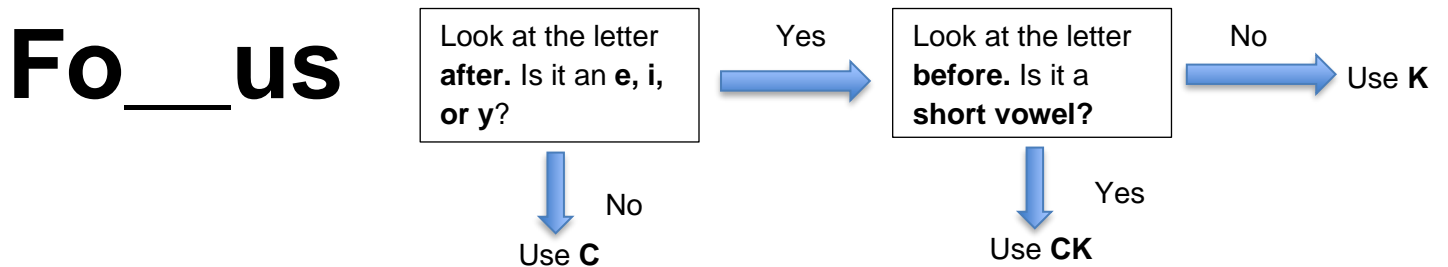 Fo__us
Look at the letter
after. Is it an e, i,
or y?
Yes
Look at the letter
before. Is it a
short vowel?
No
Use K
No
Use C
Yes
Use CK